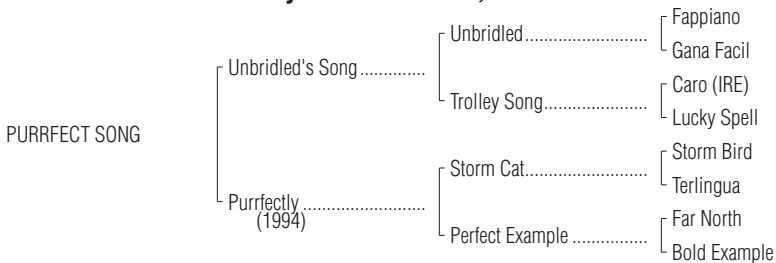 Fappiano
Unbridled
Gana Facil
Unbridled's Song
Caro (IRE)
Trolley Song
Lucky Spell
PURRFECT SONG
Storm Bird
Storm Cat
Terlingua
Purrfectly
(1994)
Far North
Perfect Example
Bold Example